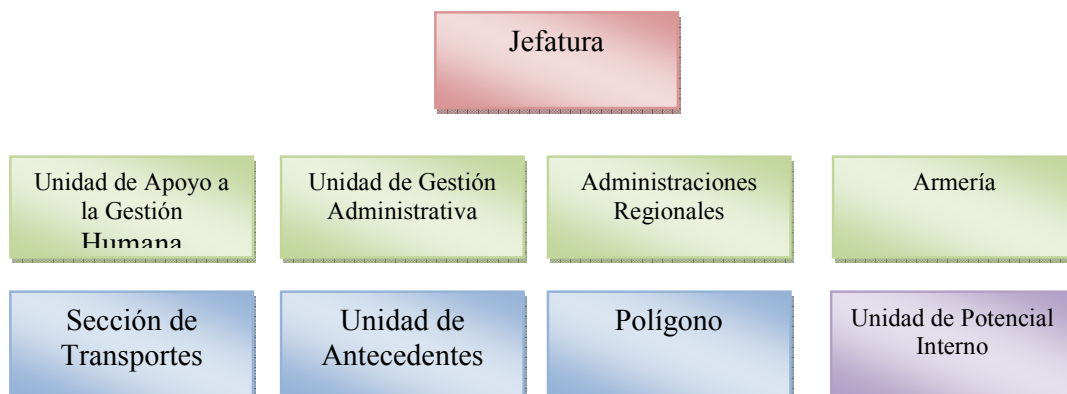 Jefatura
Unidad de Apoyo a
la Gestión
Humana
Unidad de Gestión
Administrativa
Administraciones
Regionales
Armería
Sección de
Transportes
Unidad de
Antecedentes
Polígono
Unidad de Potencial
Interno